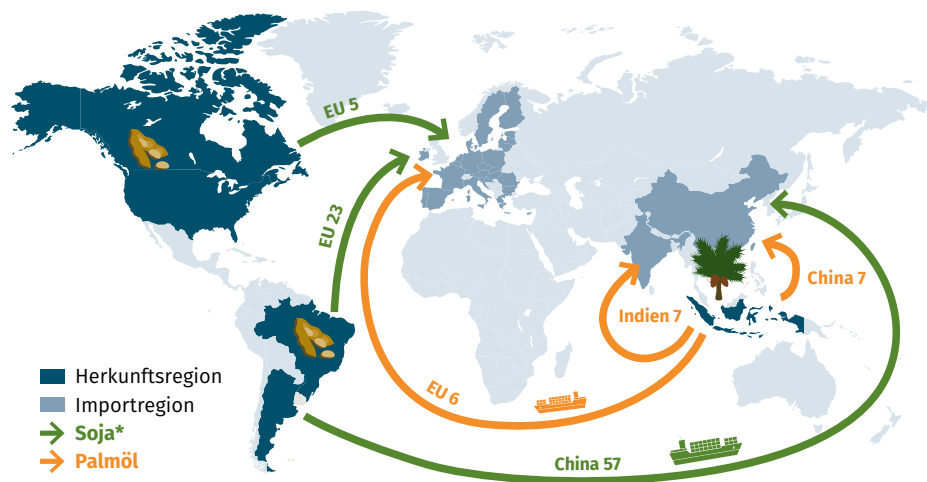 EU 5
EU 23
China 7
Indien 7
EU 6
China 57
Herkunftsregion
Importregion
Soja*
Palmöl